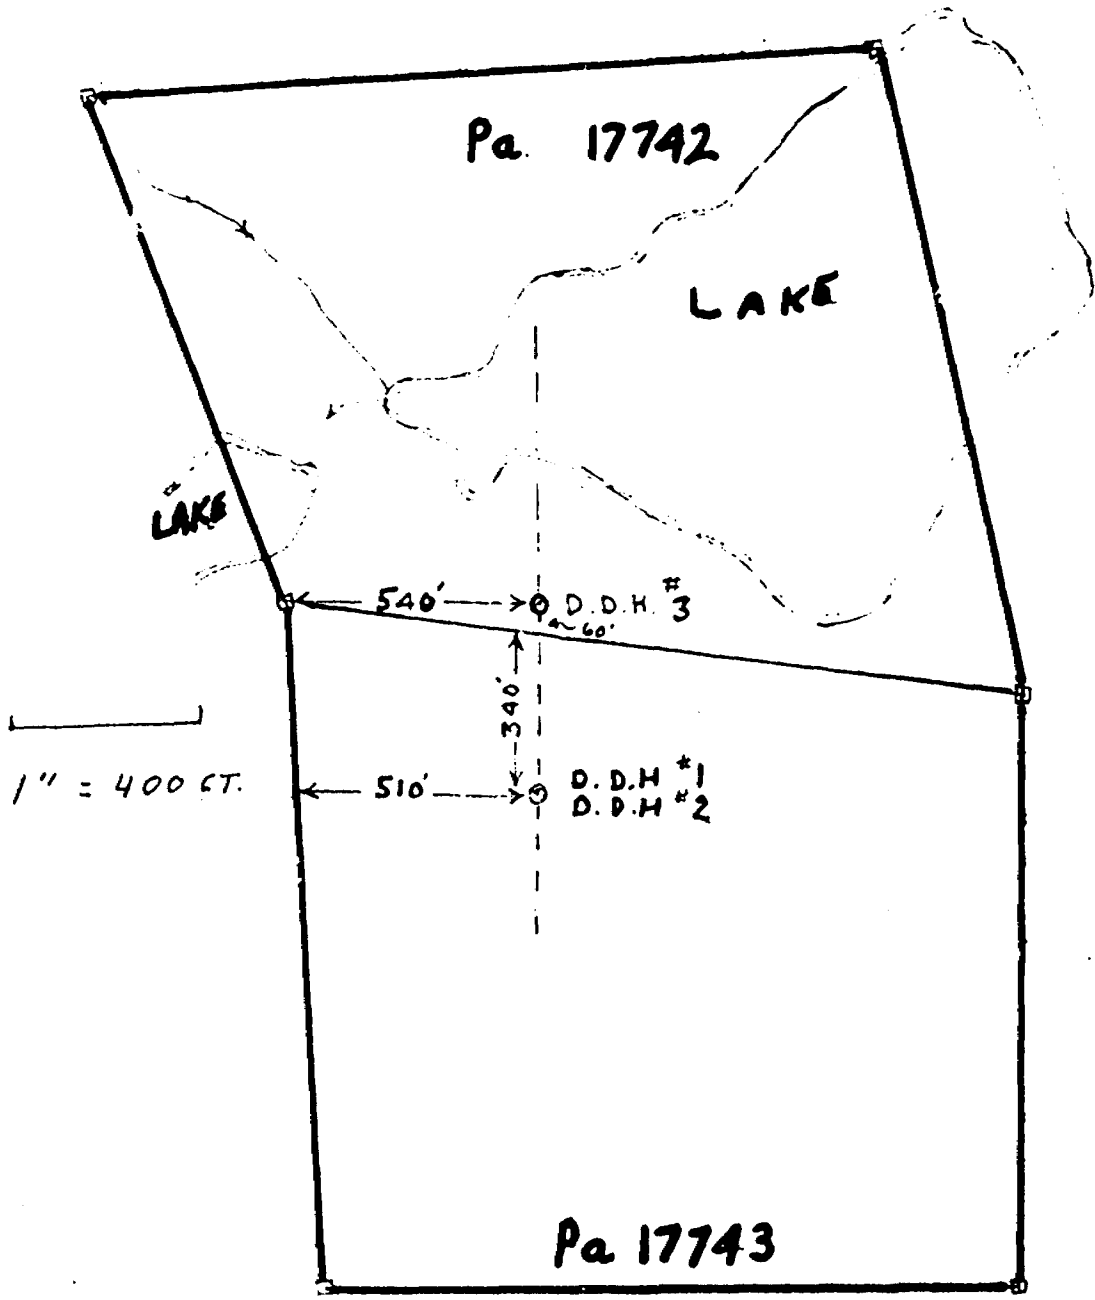 Pa. 17742
LAKE
LAKE
540' D.D.H. #3
~60'
340'
1" = 400 FT.
510' D.D.H #1
D.D.H #2
Pa 17743